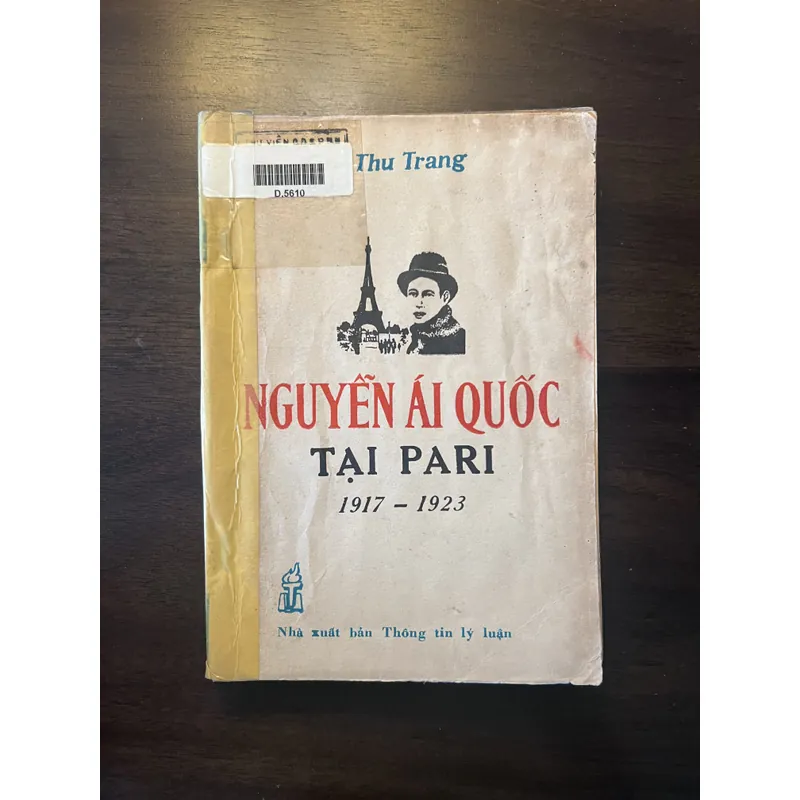 D.5610
Thu Trang
NGUYỄN ÁI QUỐC
TẠI PARI
1917 – 1923
Nhà xuất bản Thông tin lý luận